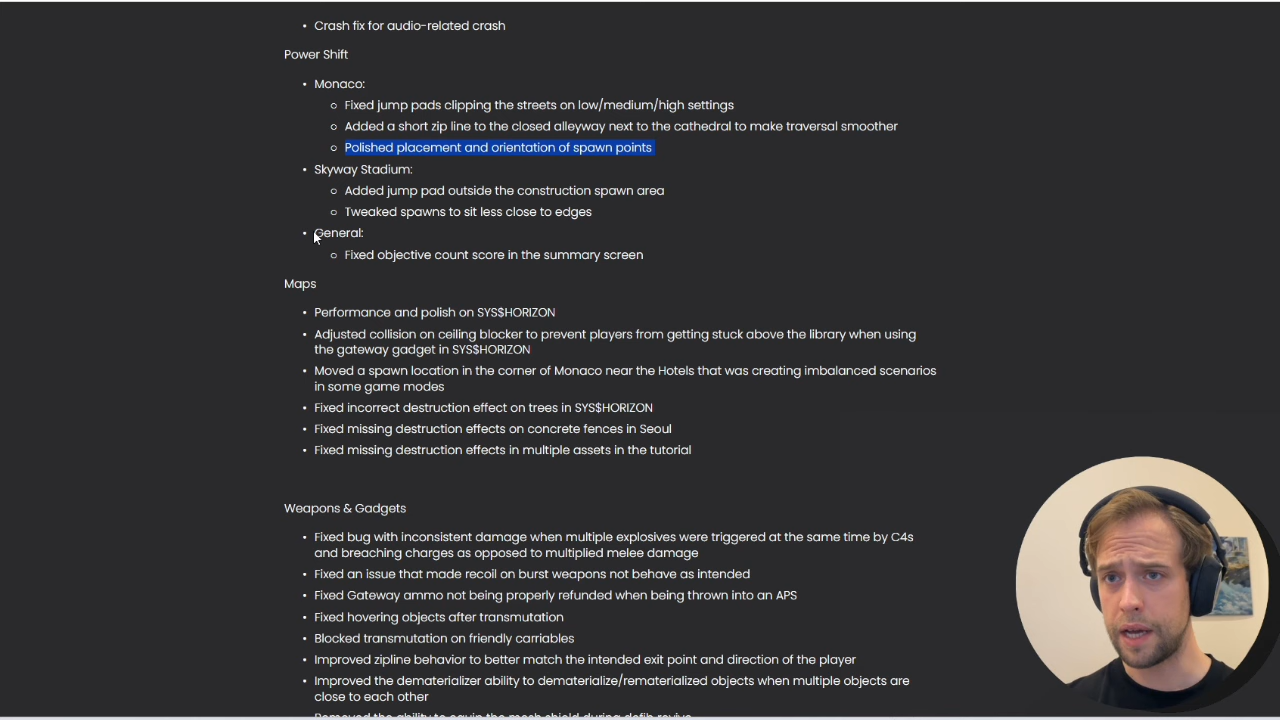 Crash fix for audio-related crash
Power Shift
Monaco:
Fixed jump pads clipping the streets on low/medium/high settings
Added a short zip line to the closed alleyway next to the cathedral to make traversal smoother
Polished placement and orientation of spawn points
Skyway Stadium:
Added jump pad outside the construction spawn area
Tweaked spawns to sit less close to edges
General:
Fixed objective count score in the summary screen
Maps
Performance and polish on SYS$HORIZON
Adjusted collision on ceiling blocker to prevent players from getting stuck above the library when using
the gateway gadget in SYS$HORIZON
Moved a spawn location in the corner of Monaco near the Hotels that was creating imbalanced scenarios
in some game modes
Fixed incorrect destruction effect on trees in SYS$HORIZON
Fixed missing destruction effects on concrete fences in Seoul
Fixed missing destruction effects in multiple assets in the tutorial
Weapons & Gadgets
Fixed bug with inconsistent damage when multiple explosives were triggered at the same time by C4s
and breaching charges as opposed to multiplied melee damage
Fixed an issue that made recoil on burst weapons not behave as intended
Fixed Gateway ammo not being properly refunded when being thrown into an APS
Fixed hovering objects after transmutation
Blocked transmutation on friendly carriables
Improved zipline behavior to better match the intended exit point and direction of the player
Improved the dematerializer ability to dematerialize/rematerialized objects when multiple objects are
close to each other
Removed the ability to equip the mesh shield during defib revive